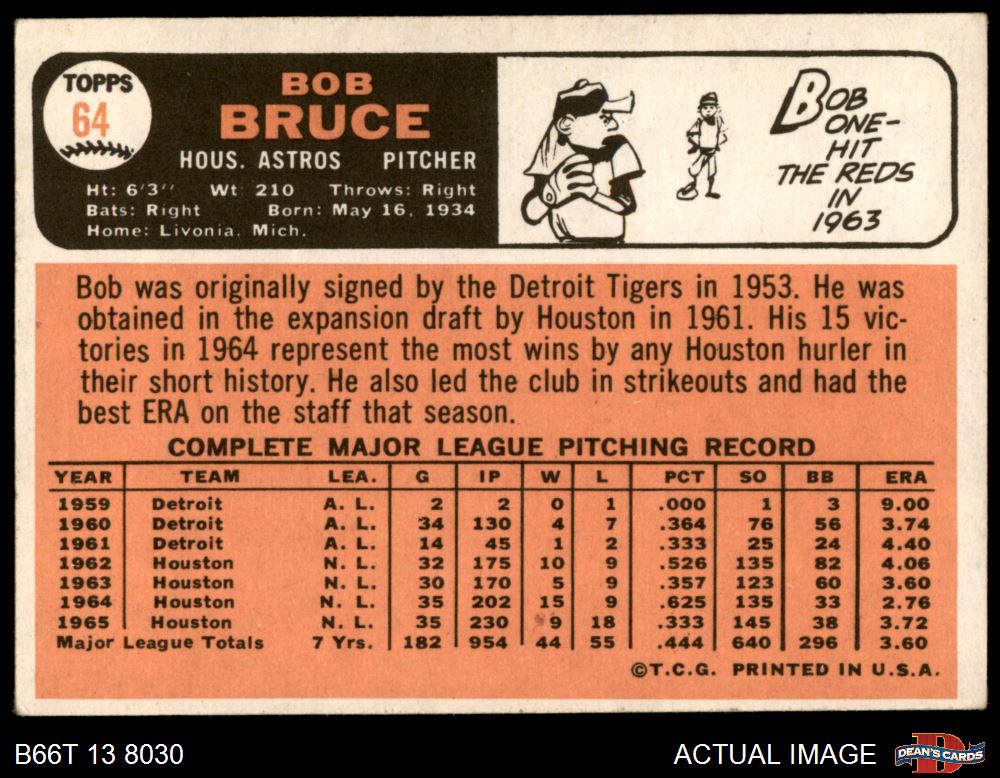 TOPPS
64
BOB
BRUCE
HOUS. ASTROS PITCHER
Ht: 6'3" Wt: 210 Throws: Right
Bats: Right Born: May 16, 1934
Home: Livonia, Mich.
BOB
ONE-
HIT
THE REDS
IN
1963
Bob was originally signed by the Detroit Tigers in 1953. He was
obtained in the expansion draft by Houston in 1961. His 15 vic-
tories in 1964 represent the most wins by any Houston hurler in
their short history. He also led the club in strikeouts and had the
best ERA on the staff that season.
COMPLETE MAJOR LEAGUE PITCHING RECORD
YEAR TEAM LEA. G IP W L PCT SO BB ERA
1959 Detroit A. L. 2 2 0 1 .000 1 3 9.00
1960 Detroit A. L. 34 130 4 7 .364 76 56 3.74
1961 Detroit A. L. 14 45 1 2 .333 25 24 4.40
1962 Houston N. L. 32 175 10 9 .526 135 82 4.06
1963 Houston N. L. 30 170 5 9 .357 123 60 3.60
1964 Houston N. L. 35 202 15 9 .625 135 33 2.76
1965 Houston N. L. 35 230 9 18 .333 145 38 3.72
Major League Totals 7 Yrs. 182 954 44 55 .444 640 296 3.60
©T.C.G. PRINTED IN U.S.A.
B66T 13 8030
ACTUAL IMAGE
D
DEAN'S CARDS